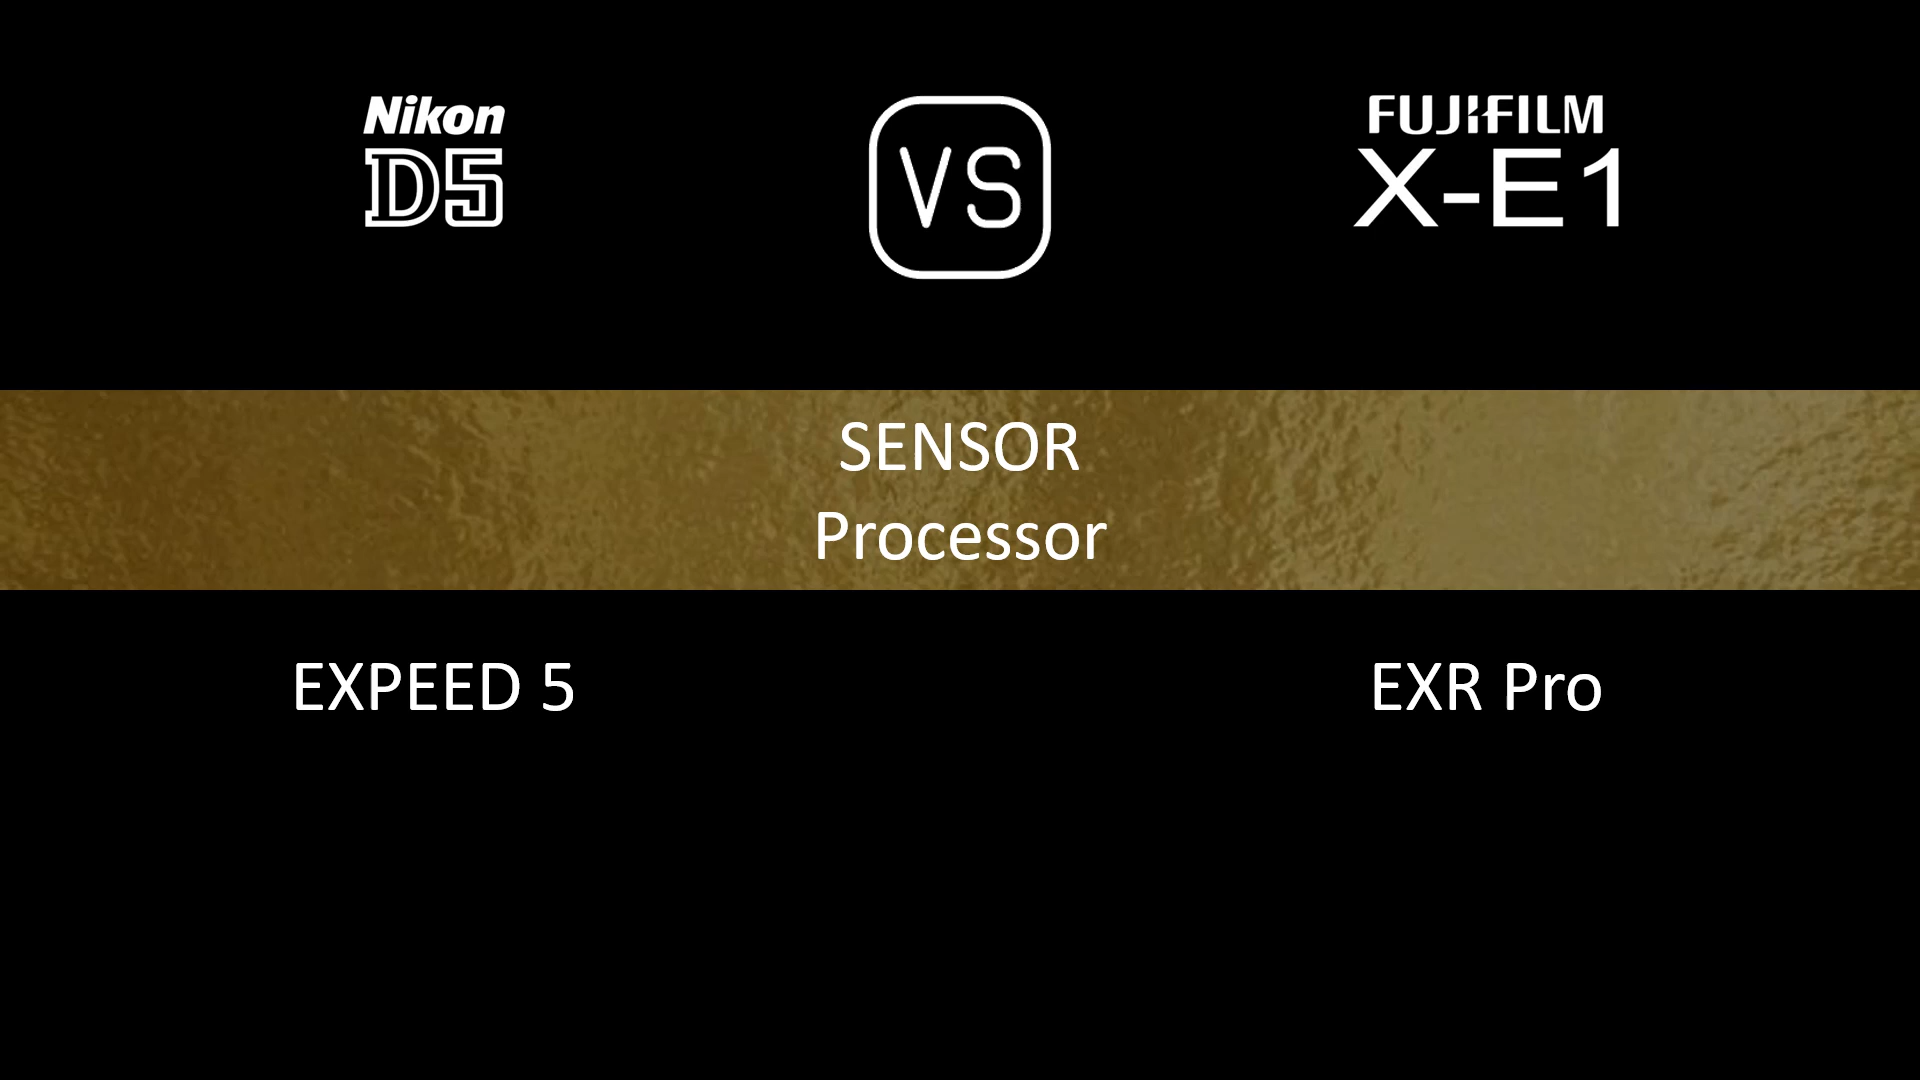 Nikon
D5
VS
FUJIFILM
X-E1
SENSOR
Processor
EXPEED 5
EXR Pro